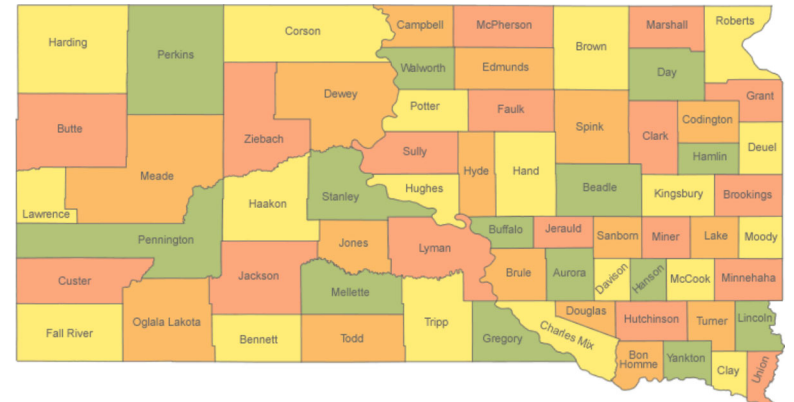 Harding
Perkins
Corson
Campbell
McPherson
Brown
Marshall
Roberts
Walworth
Edmunds
Day
Dewey
Potter
Faulk
Grant
Butte
Ziebach
Spink
Clark
Codington
Meade
Sully
Hyde
Hand
Hamlin
Deuel
Lawrence
Haakon
Stanley
Hughes
Beadle
Kingsbury
Brookings
Pennington
Jones
Lyman
Buffalo
Jerauld
Sanborn
Miner
Lake
Moody
Custer
Jackson
Mellette
Brule
Aurora
Davison
Hanson
McCook
Minnehaha
Fall River
Oglala Lakota
Bennett
Todd
Tripp
Gregory
Charles Mix
Douglas
Hutchinson
Turner
Lincoln
Bon
Homme
Yankton
Clay
Union